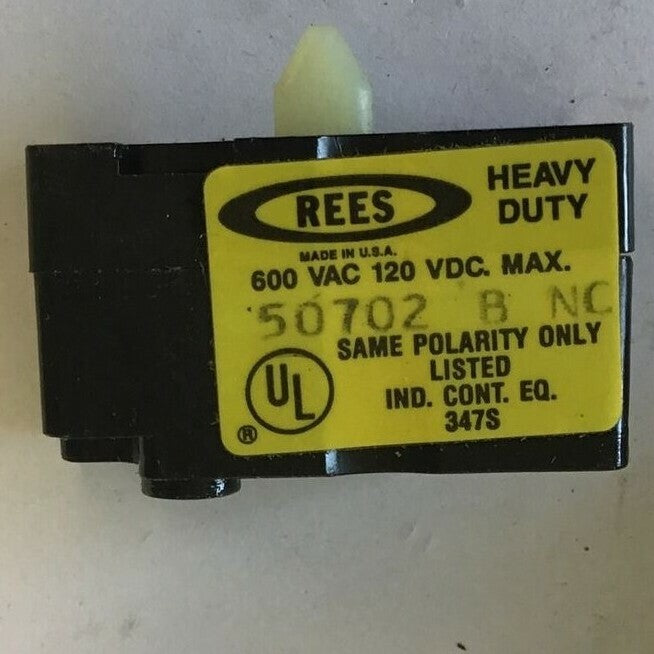 REES
HEAVY
DUTY
MADE IN U.S.A.
600 VAC 120 VDC. MAX.
50702 B NC
SAME POLARITY ONLY
LISTED
IND. CONT. EQ.
347S
UL
®